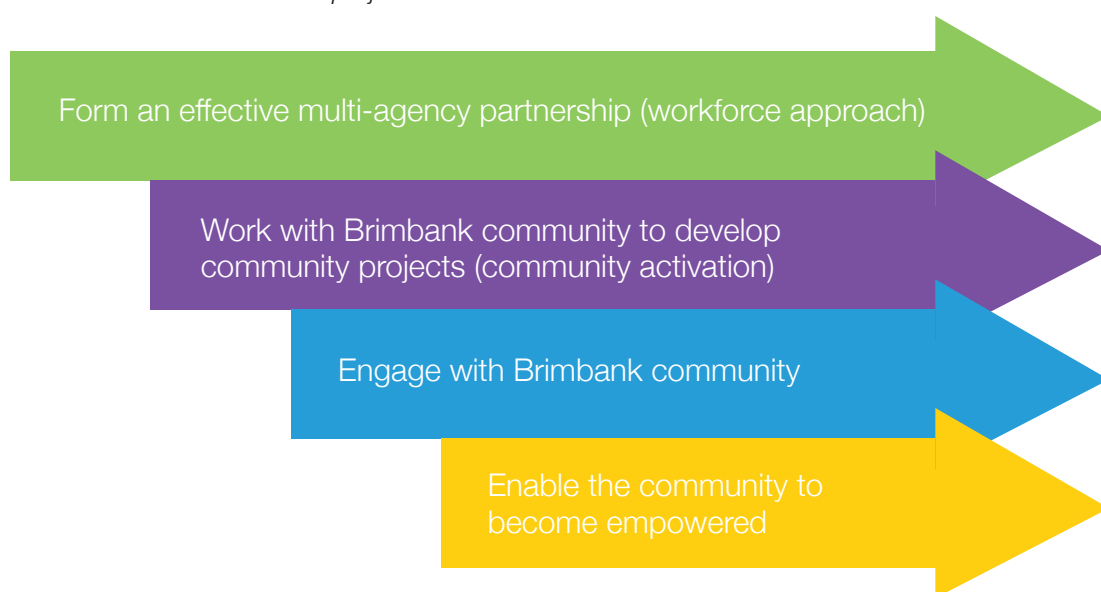 Form an effective multi-agency partnership (workforce approach)
Work with Brimbank community to develop
community projects (community activation)
Engage with Brimbank community
Enable the community to
become empowered